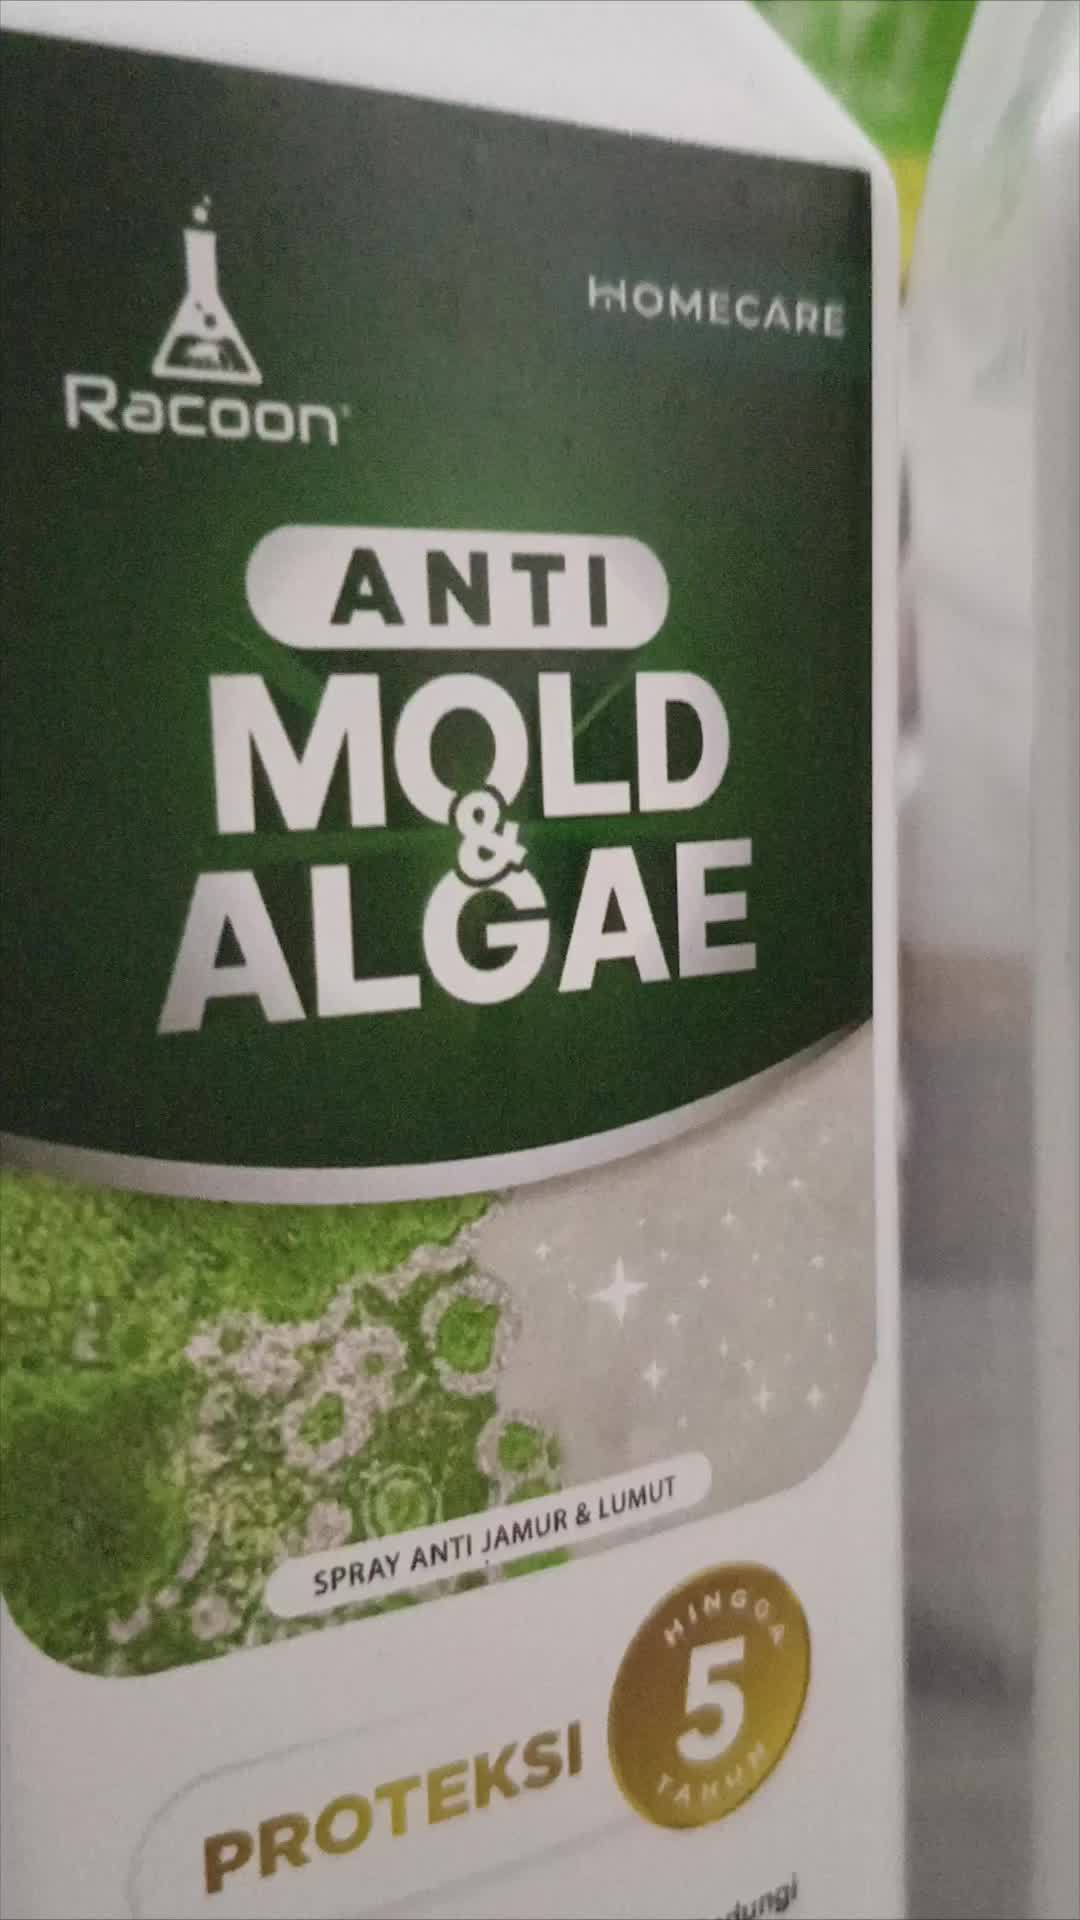 Racoon
HOMECARE
ANTI
MOLD
&
ALGAE
SPRAY ANTI JAMUR & LUMUT
PROTEKSI
HINGGA
5
TAHUN